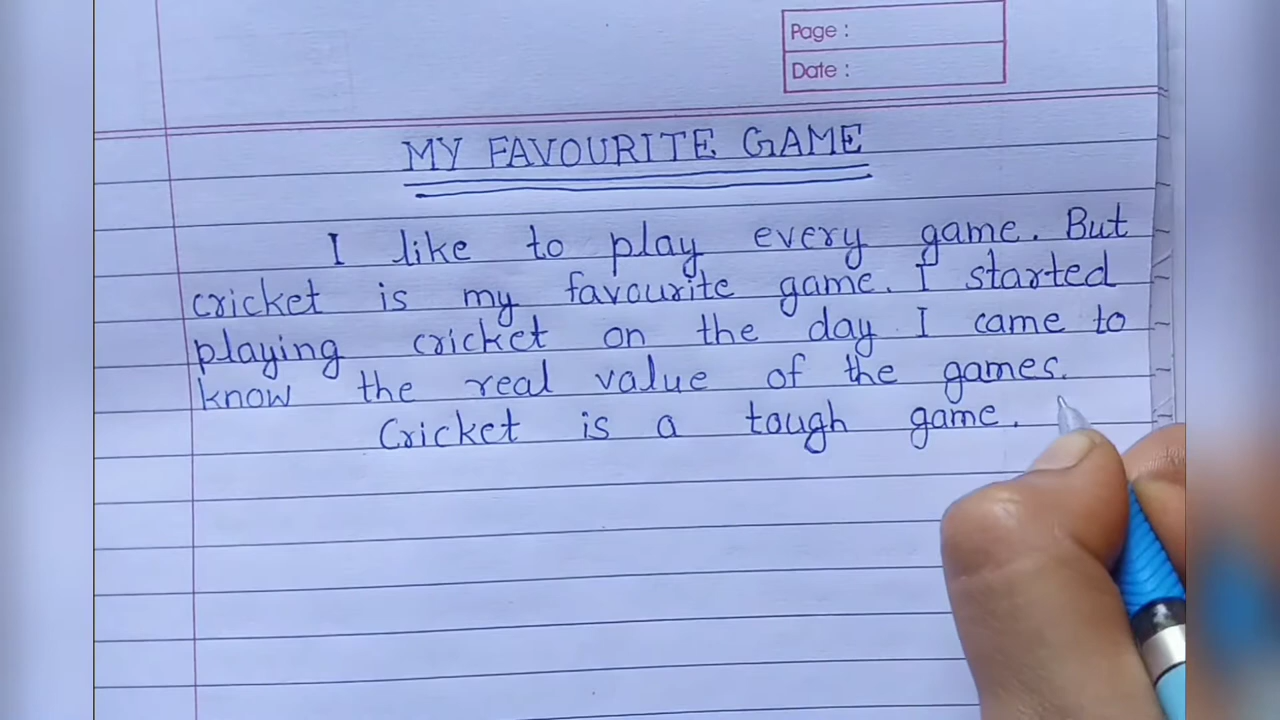 Page :
Date :
MY FAVOURITE GAME
I like to play every game. But
cricket is my favourite game. I started
playing cricket on the day I came to
know the real value of the games.
Cricket is a tough game.